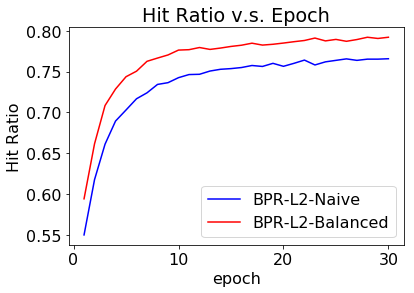 Hit Ratio v.s. Epoch
0.80
0.75
0.70
0.65
0.60
0.55
Hit Ratio
BPR-L2-Naive
BPR-L2-Balanced
0 10 20 30
epoch